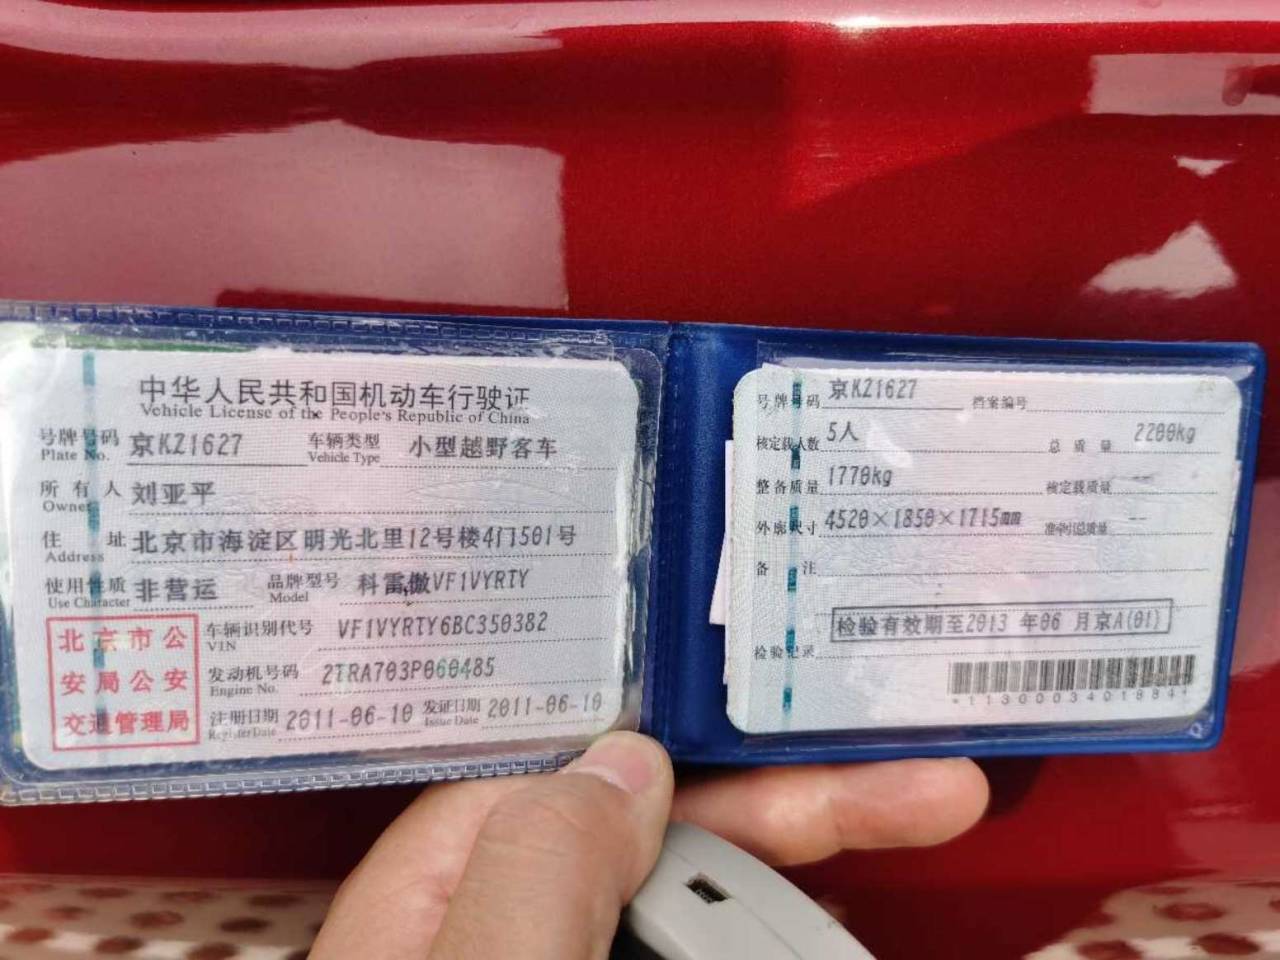 中华人民共和国机动车行驶证
Vehicle License of the People's Republic of China
号牌号码 京KZ1627 车辆类型 小型越野客车
Plate No. Vehicle Type
所有人 刘亚平
Owner
住址 北京市海淀区明光北里12号楼4门501号
Address
使用性质 非营运 品牌型号 科雷傲VF1VYRTY
Use Character Model
北京市公
安局公安
交通管理局
车辆识别代号 VF1VYRTY6BC350382
VIN
发动机号码 2TRA703P060485
Engine No.
注册日期 2011-06-10 发证日期 2011-06-10
Register Date Issue Date
号牌号码 京KZ1627 档案编号
核定载人数 5人 总质量 2200kg
整备质量 1770kg 核定载质量 --
外廓尺寸 4520×1850×1715mm 准牵引总质量 --
备注
检验有效期至2013 年06 月京A(01)
检验记录
*1130003401884*